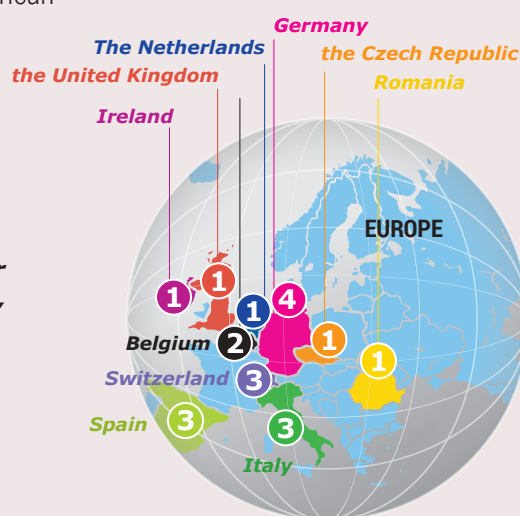 Germany
The Netherlands
the Czech Republic
the United Kingdom
Romania
Ireland
EUROPE
1
1
1
4
1
Belgium 2
1
Switzerland 3
Spain 3
3
Italy